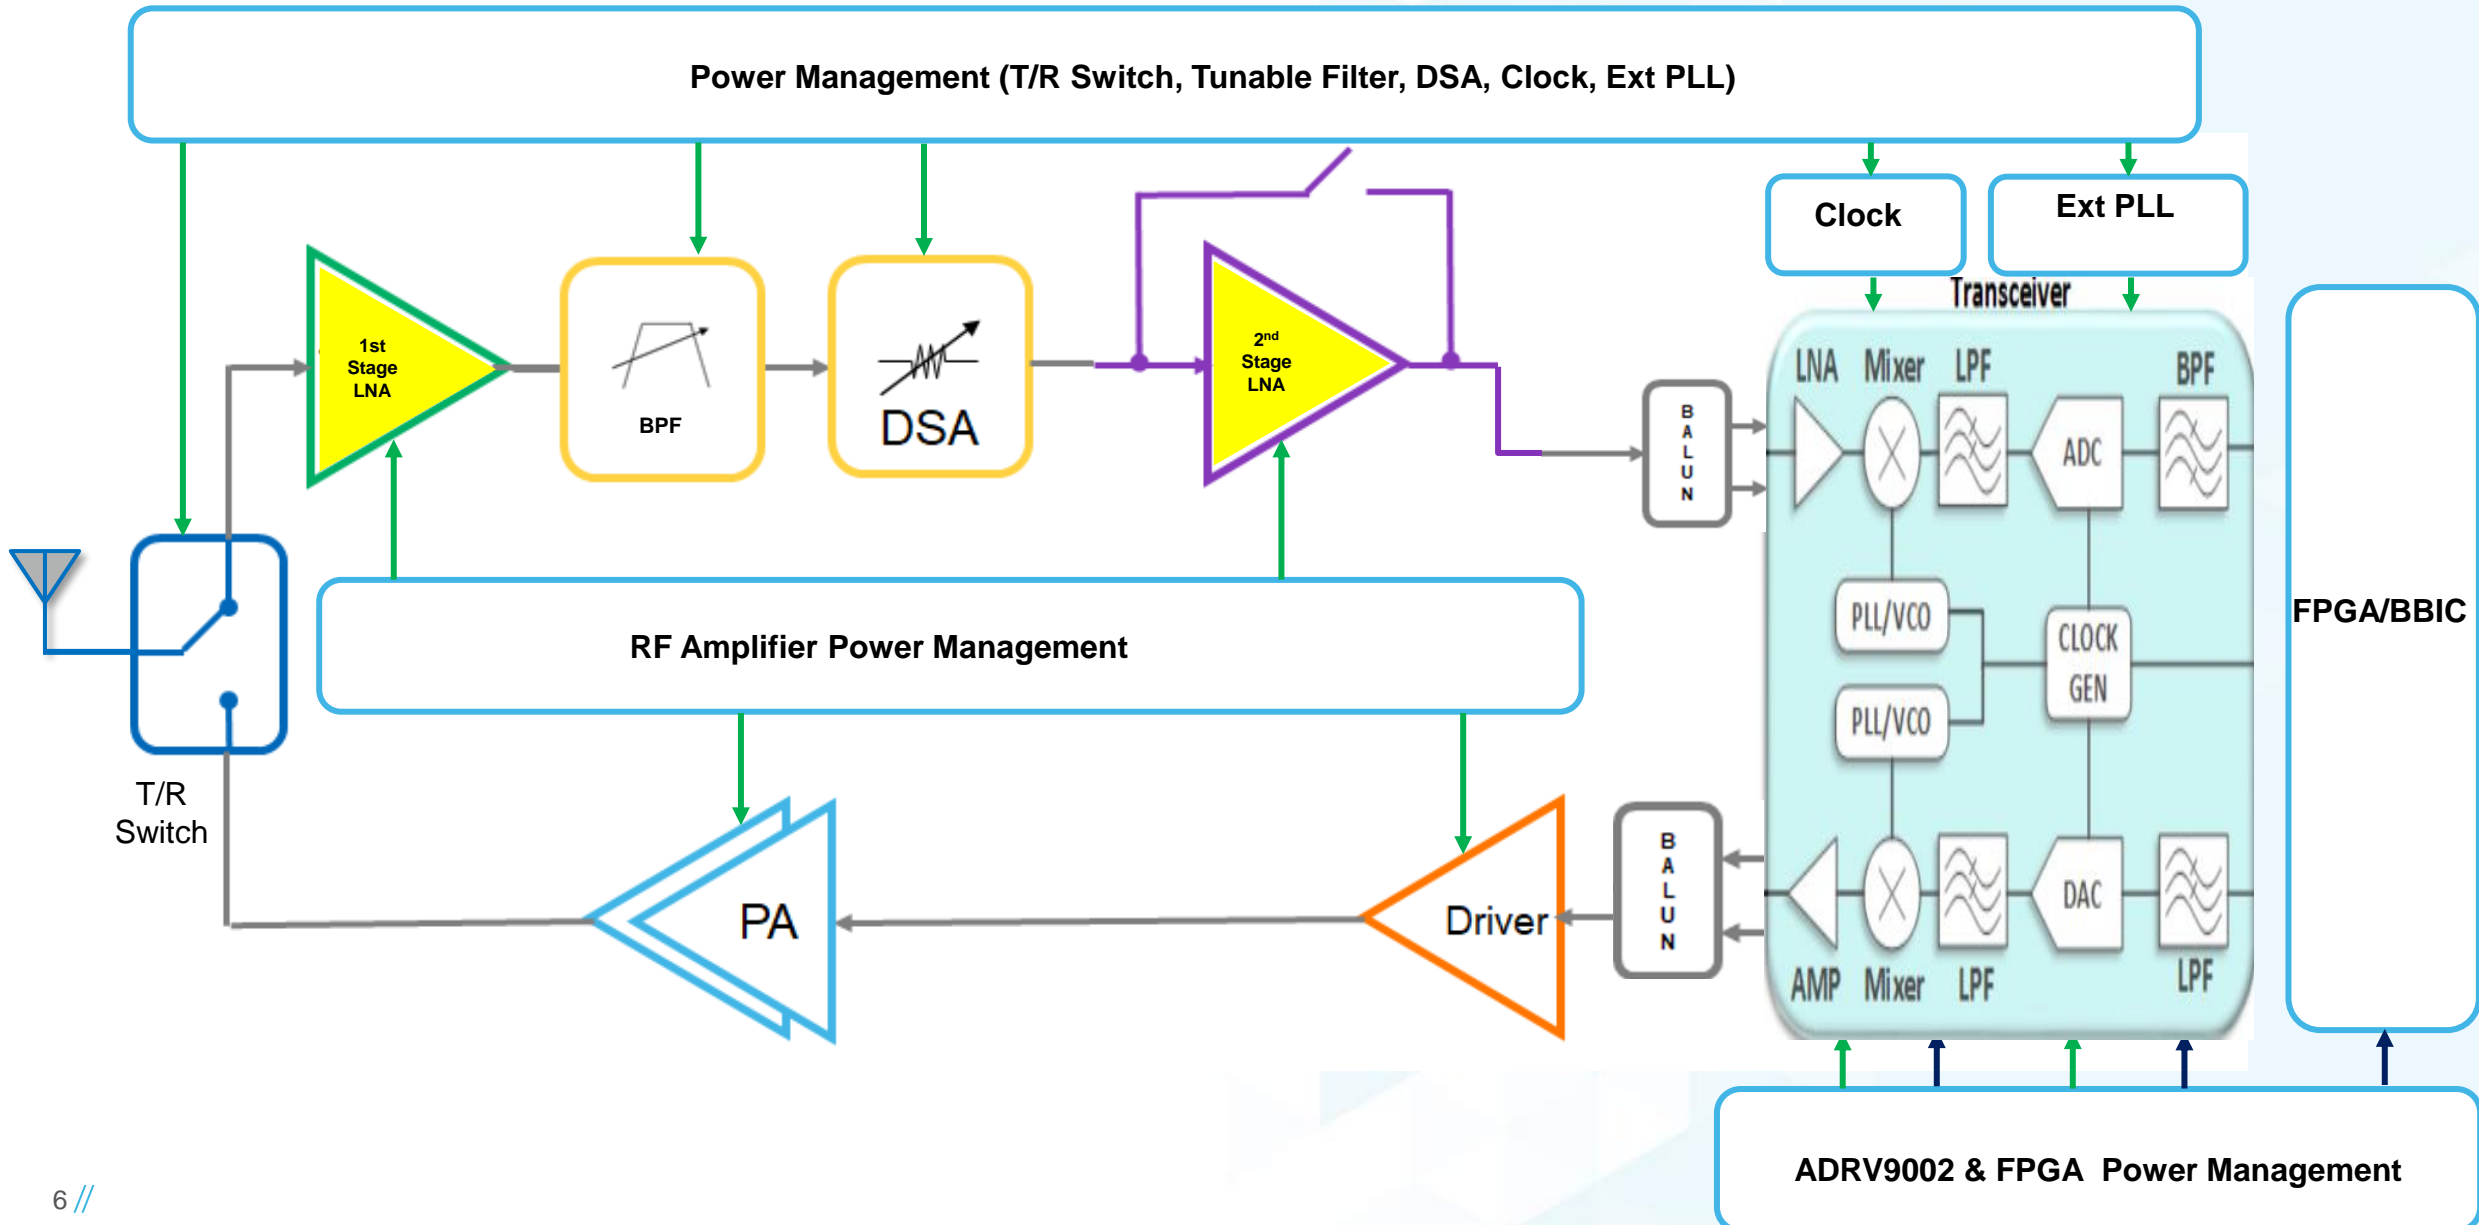 Power Management (T/R Switch, Tunable Filter, DSA, Clock, Ext PLL)
Clock
Ext PLL
Transceiver
1st
Stage
LNA
BPF
DSA
2nd
Stage
LNA
B
A
L
U
N
LNA
Mixer
LPF
BPF
ADC
PLL/VCO
CLOCK
GEN
PLL/VCO
FPGA/BBIC
RF Amplifier Power Management
T/R
Switch
PA
Driver
B
A
L
U
N
DAC
AMP
Mixer
LPF
LPF
ADRV9002 & FPGA  Power Management
6 //